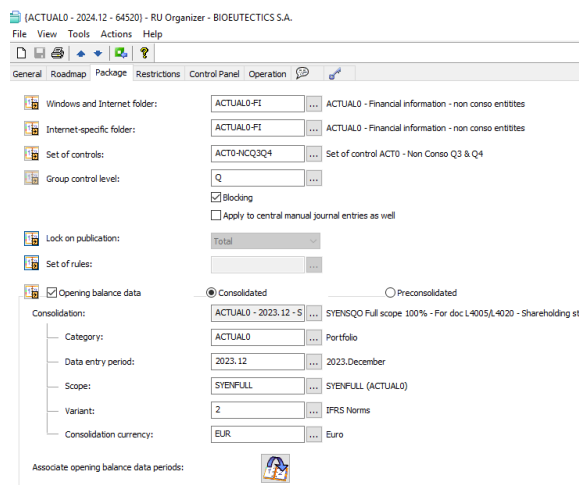 (ACTUAL0 - 2024.12 - 64520) - RU Organizer - BIOEUTECTICS S.A.
File View Tools Actions Help
General Roadmap Package Restrictions Control Panel Operation
Windows and Internet folder: ACTUAL0-FI ... ACTUAL0 - Financial information - non conso entitites
Internet-specific folder: ACTUAL0-FI ... ACTUAL0 - Financial information - non conso entitites
Set of controls: ACT0-NCQ3Q4 ... Set of control ACT0 - Non Conso Q3 & Q4
Group control level: Q ...
Blocking
Apply to central manual journal entries as well
Lock on publication: Total
Set of rules: ...
Opening balance data Consolidated Preconsolidated
Consolidation: ACTUAL0 - 2023.12 - S ... SYENSQO Full scope 100% - For doc L4005/L4020 - Shareholding st
Category: ACTUAL0 ... Portfolio
Data entry period: 2023.12 ... 2023.December
Scope: SYENFULL ... SYENFULL (ACTUAL0)
Variant: 2 ... IFRS Norms
Consolidation currency: EUR ... Euro
Associate opening balance data periods: